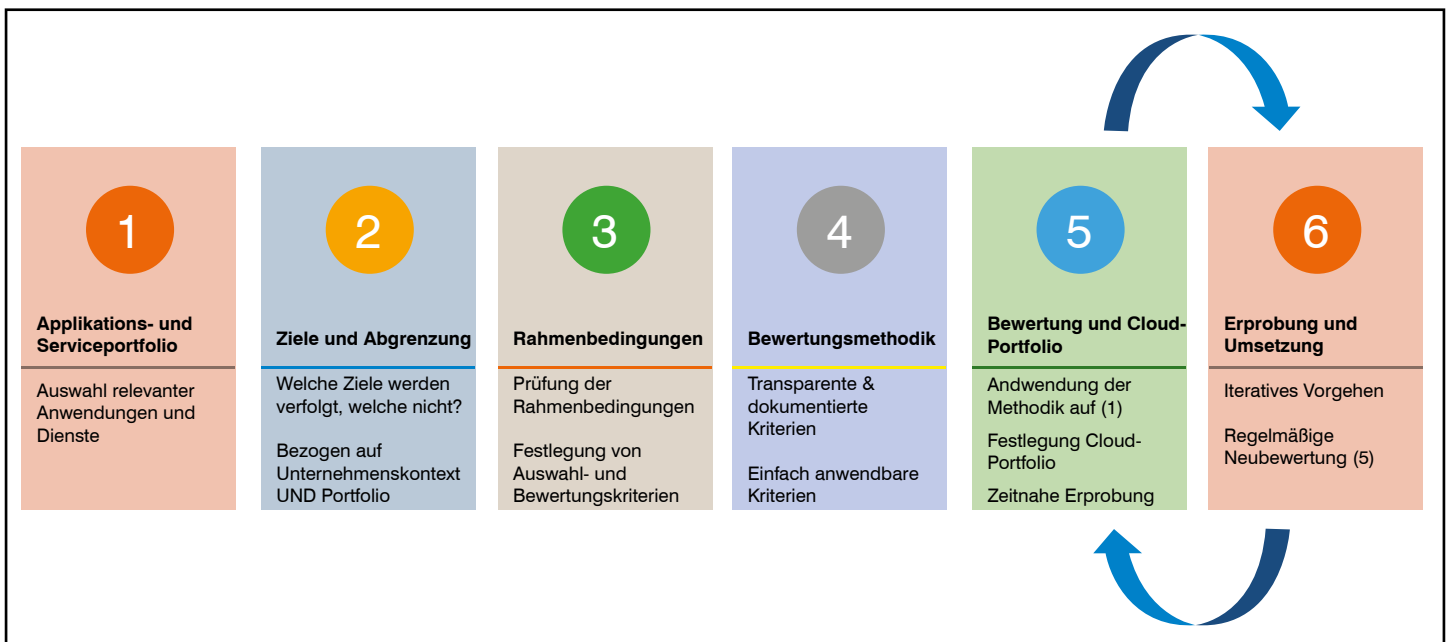 1
Applikations- und
Serviceportfolio
Auswahl relevanter
Anwendungen und
Dienste
2
Ziele und Abgrenzung
Welche Ziele werden
verfolgt, welche nicht?
Bezogen auf
Unternehmenskontext
UND Portfolio
3
Rahmenbedingungen
Prüfung der
Rahmenbedingungen
Festlegung von
Auswahl- und
Bewertungskriterien
4
Bewertungsmethodik
Transparente &
dokumentierte
Kriterien
Einfach anwendbare
Kriterien
5
Bewertung und Cloud-
Portfolio
Andwendung der
Methodik auf (1)
Festlegung Cloud-
Portfolio
Zeitnahe Erprobung
6
Erprobung und
Umsetzung
Iteratives Vorgehen
Regelmäßige
Neubewertung (5)